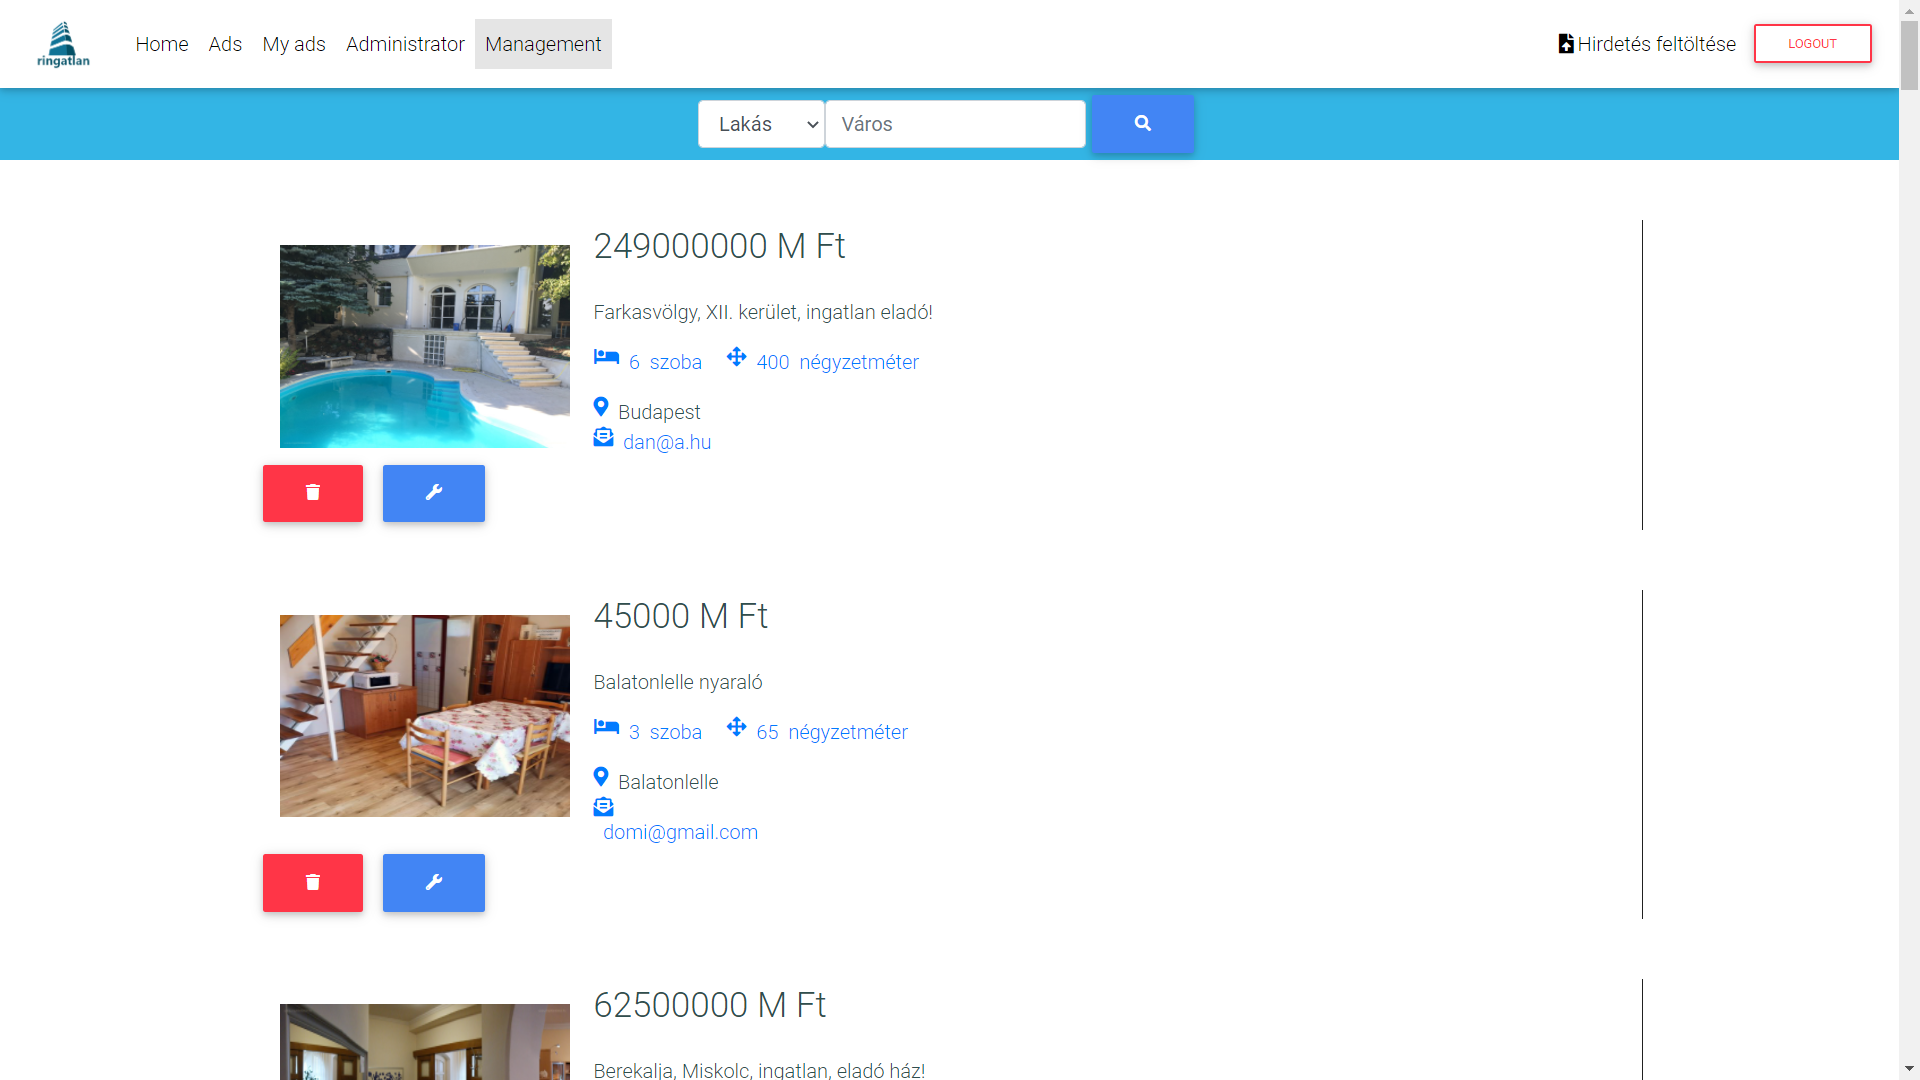 ringatlan
Home Ads My ads Administrator Management
Hirdetés feltöltése LOGOUT
Lakás Város
249000000 M Ft
Farkasvölgy, XII. kerület, ingatlan eladó!
6 szoba 400 négyzetméter
Budapest
dan@a.hu
45000 M Ft
Balatonlelle nyaraló
3 szoba 65 négyzetméter
Balatonlelle
domi@gmail.com
62500000 M Ft
Berekalja, Miskolc, ingatlan, eladó ház!